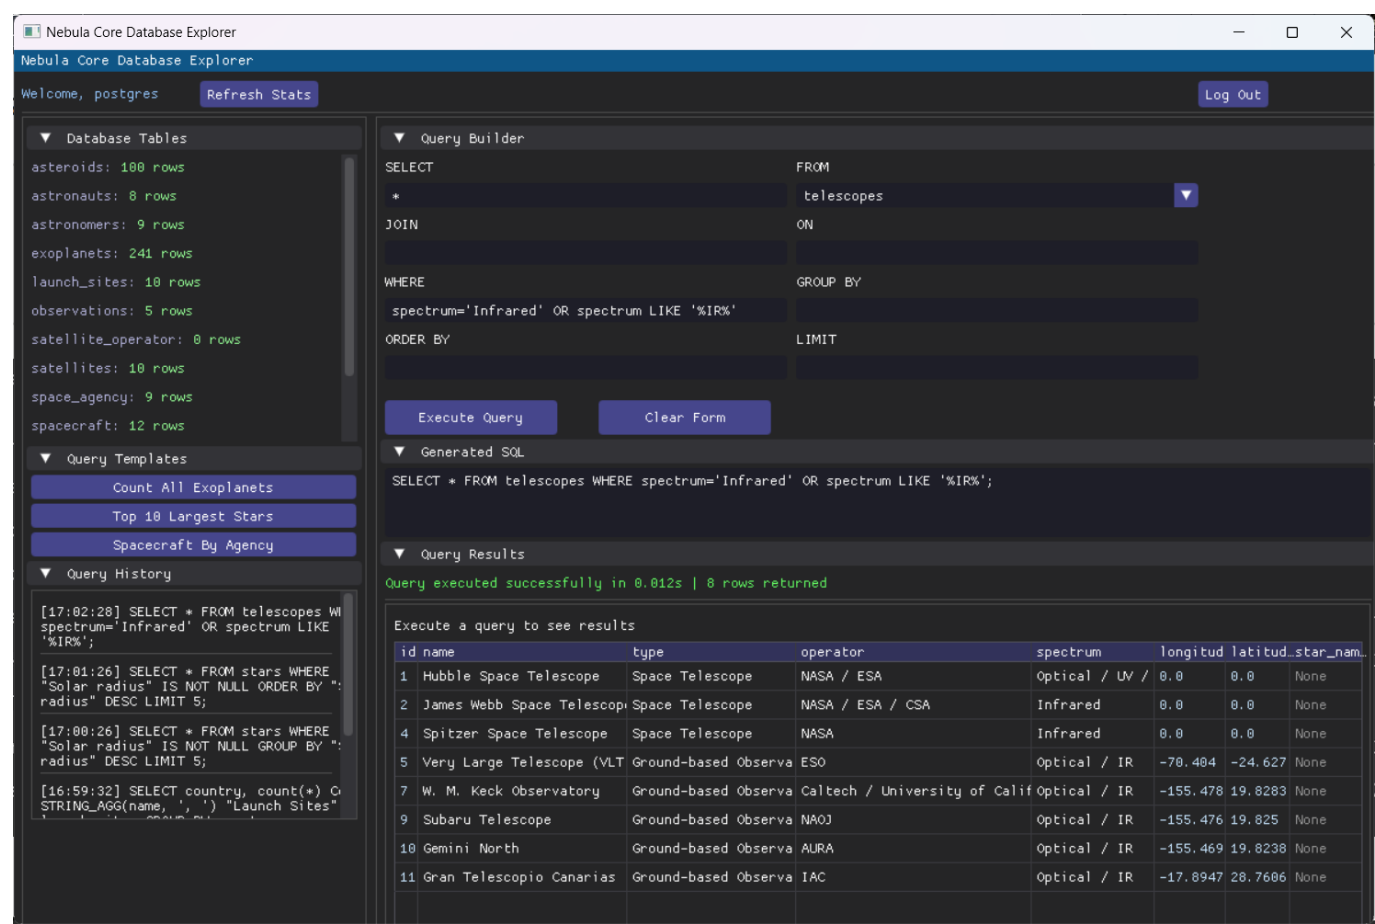 Nebula Core Database Explorer
Nebula Core Database Explorer
Welcome, postgres
Refresh Stats
Log Out
Database Tables
asteroids: 100 rows
astronauts: 8 rows
astronomers: 9 rows
exoplanets: 241 rows
launch_sites: 10 rows
observations: 5 rows
satellite_operator: 0 rows
satellites: 10 rows
space_agency: 9 rows
spacecraft: 12 rows
Query Templates
Count All Exoplanets
Top 10 Largest Stars
Spacecraft By Agency
Query History
[17:02:28] SELECT * FROM telescopes WH
spectrum='Infrared' OR spectrum LIKE
'%IR%';
[17:01:26] SELECT * FROM stars WHERE
"Solar radius" IS NOT NULL ORDER BY "S
radius" DESC LIMIT 5;
[17:00:26] SELECT * FROM stars WHERE
"Solar radius" IS NOT NULL GROUP BY "S
radius" DESC LIMIT 5;
[16:59:32] SELECT country, count(*) Co
STRING_AGG(name, ', ') "Launch Sites"
Query Builder
SELECT
FROM
*
telescopes
JOIN
ON
WHERE
GROUP BY
spectrum='Infrared' OR spectrum LIKE '%IR%'
ORDER BY
LIMIT
Execute Query
Clear Form
Generated SQL
SELECT * FROM telescopes WHERE spectrum='Infrared' OR spectrum LIKE '%IR%';
Query Results
Query executed successfully in 0.012s | 8 rows returned
Execute a query to see results
id name type operator spectrum longitud latitud… star_nam…
1 Hubble Space Telescope Space Telescope NASA / ESA Optical / UV / 0.0 0.0 None
2 James Webb Space Telescop Space Telescope NASA / ESA / CSA Infrared 0.0 0.0 None
4 Spitzer Space Telescope Space Telescope NASA Infrared 0.0 0.0 None
5 Very Large Telescope (VLT Ground-based Observa ESO Optical / IR -70.404 -24.627 None
7 W. M. Keck Observatory Ground-based Observa Caltech / University of Calif Optical / IR -155.478 19.8283 None
9 Subaru Telescope Ground-based Observa NAOJ Optical / IR -155.476 19.825 None
10 Gemini North Ground-based Observa AURA Optical / IR -155.469 19.8238 None
11 Gran Telescopio Canarias Ground-based Observa IAC Optical / IR -17.8947 28.7606 None